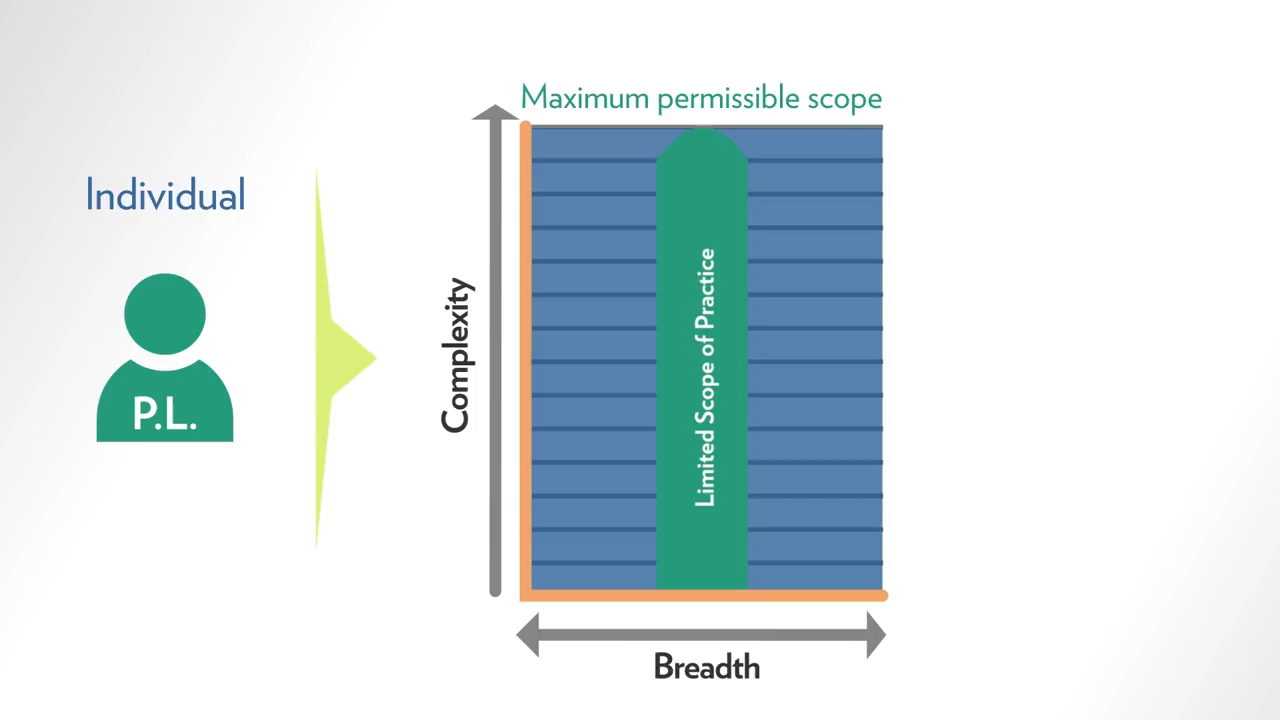 Individual
P.L.
Maximum permissible scope
Complexity
Limited Scope of Practice
Breadth